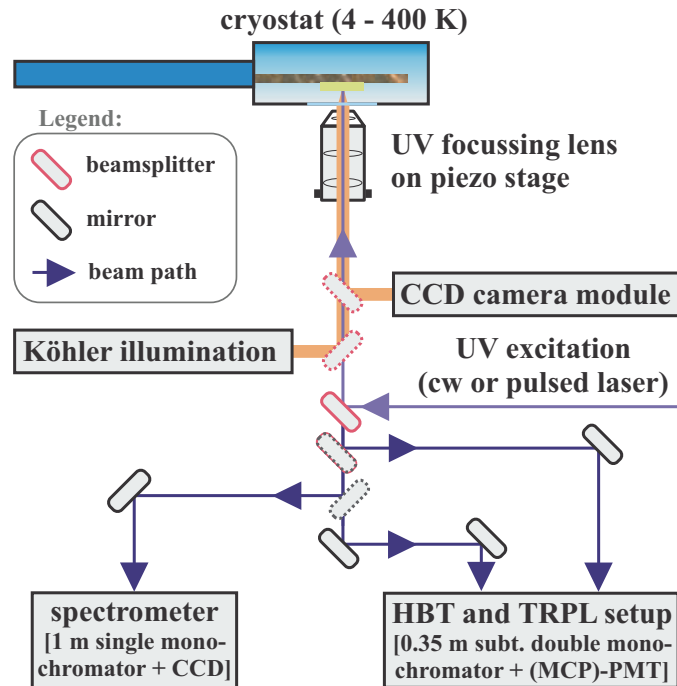 cryostat (4 - 400 K)
Legend:
beamsplitter
mirror
beam path
UV focussing lens
on piezo stage
CCD camera module
Köhler illumination
UV excitation
(cw or pulsed laser)
spectrometer
[1 m single mono-
chromator + CCD]
HBT and TRPL setup
[0.35 m subt. double mono-
chromator + (MCP)-PMT]